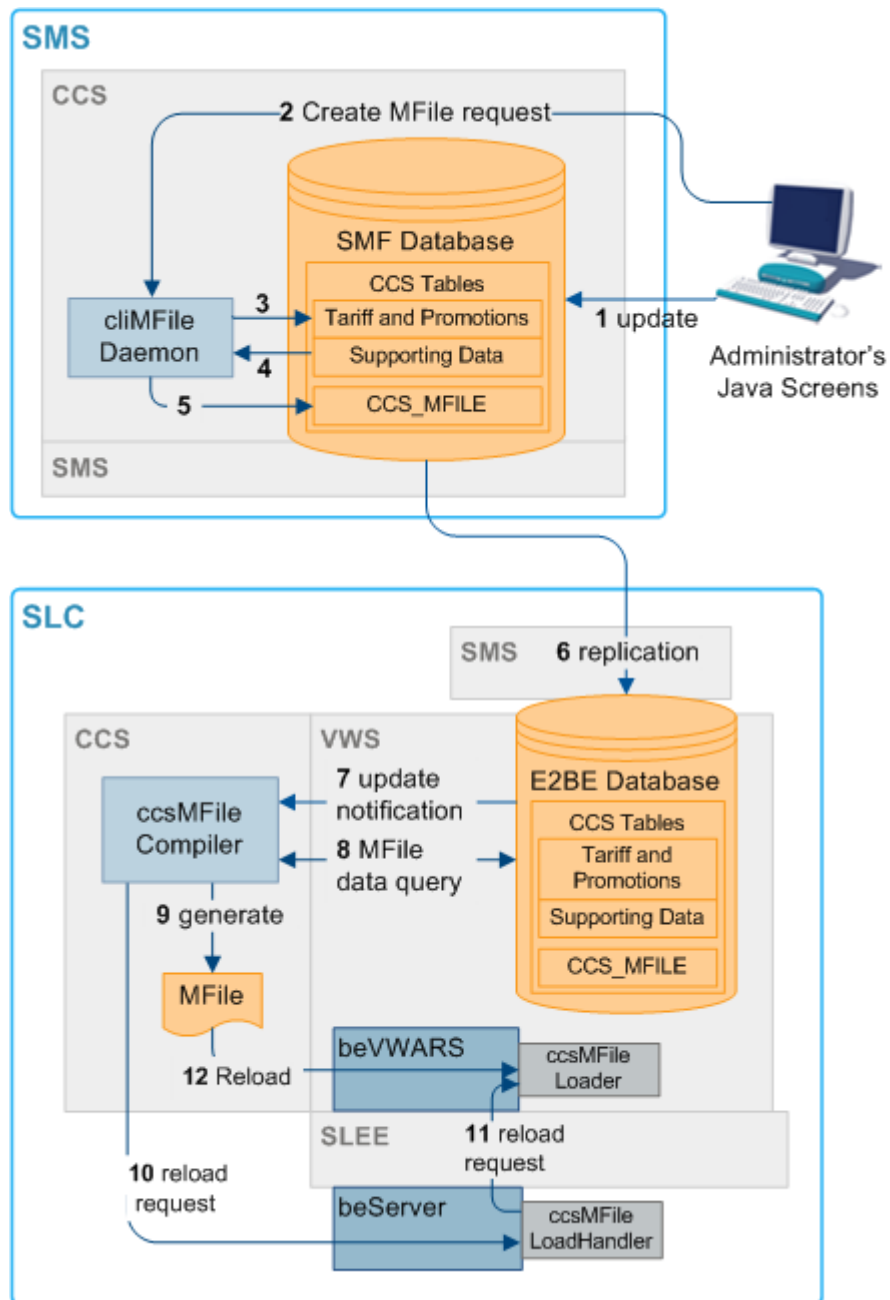 SMS
CCS
2 Create MFile request
SMF Database
CCS Tables
Tariff and Promotions
Supporting Data
CCS_MFILE
cliMFile
Daemon
3
4
5
1 update
Administrator's
Java Screens
SMS
SLC
SMS
6 replication
CCS
VWS
E2BE Database
CCS Tables
Tariff and
Promotions
Supporting Data
CCS_MFILE
ccsMFile
Compiler
7 update
notification
8 MFile
data query
9 generate
MFile
12 Reload
beVWARS
ccsMFile
Loader
SLEE
11 reload
request
10 reload
request
beServer
ccsMFile
LoadHandler